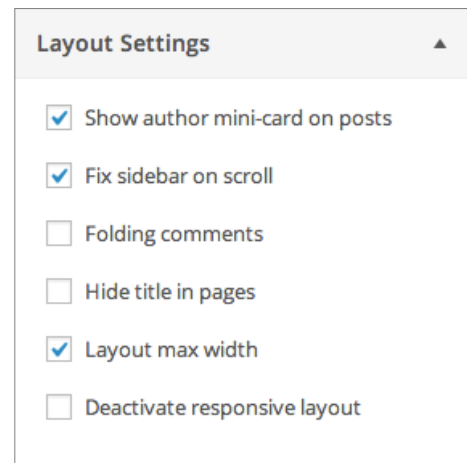 Layout Settings
Show author mini-card on posts
Fix sidebar on scroll
Folding comments
Hide title in pages
Layout max width
Deactivate responsive layout